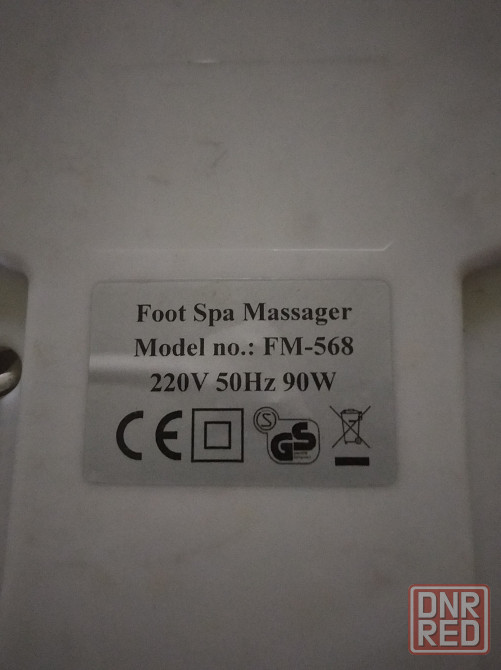 Foot Spa Massager
Model no.: FM-568
220V 50Hz 90W
CE
S GS
DNR
RED